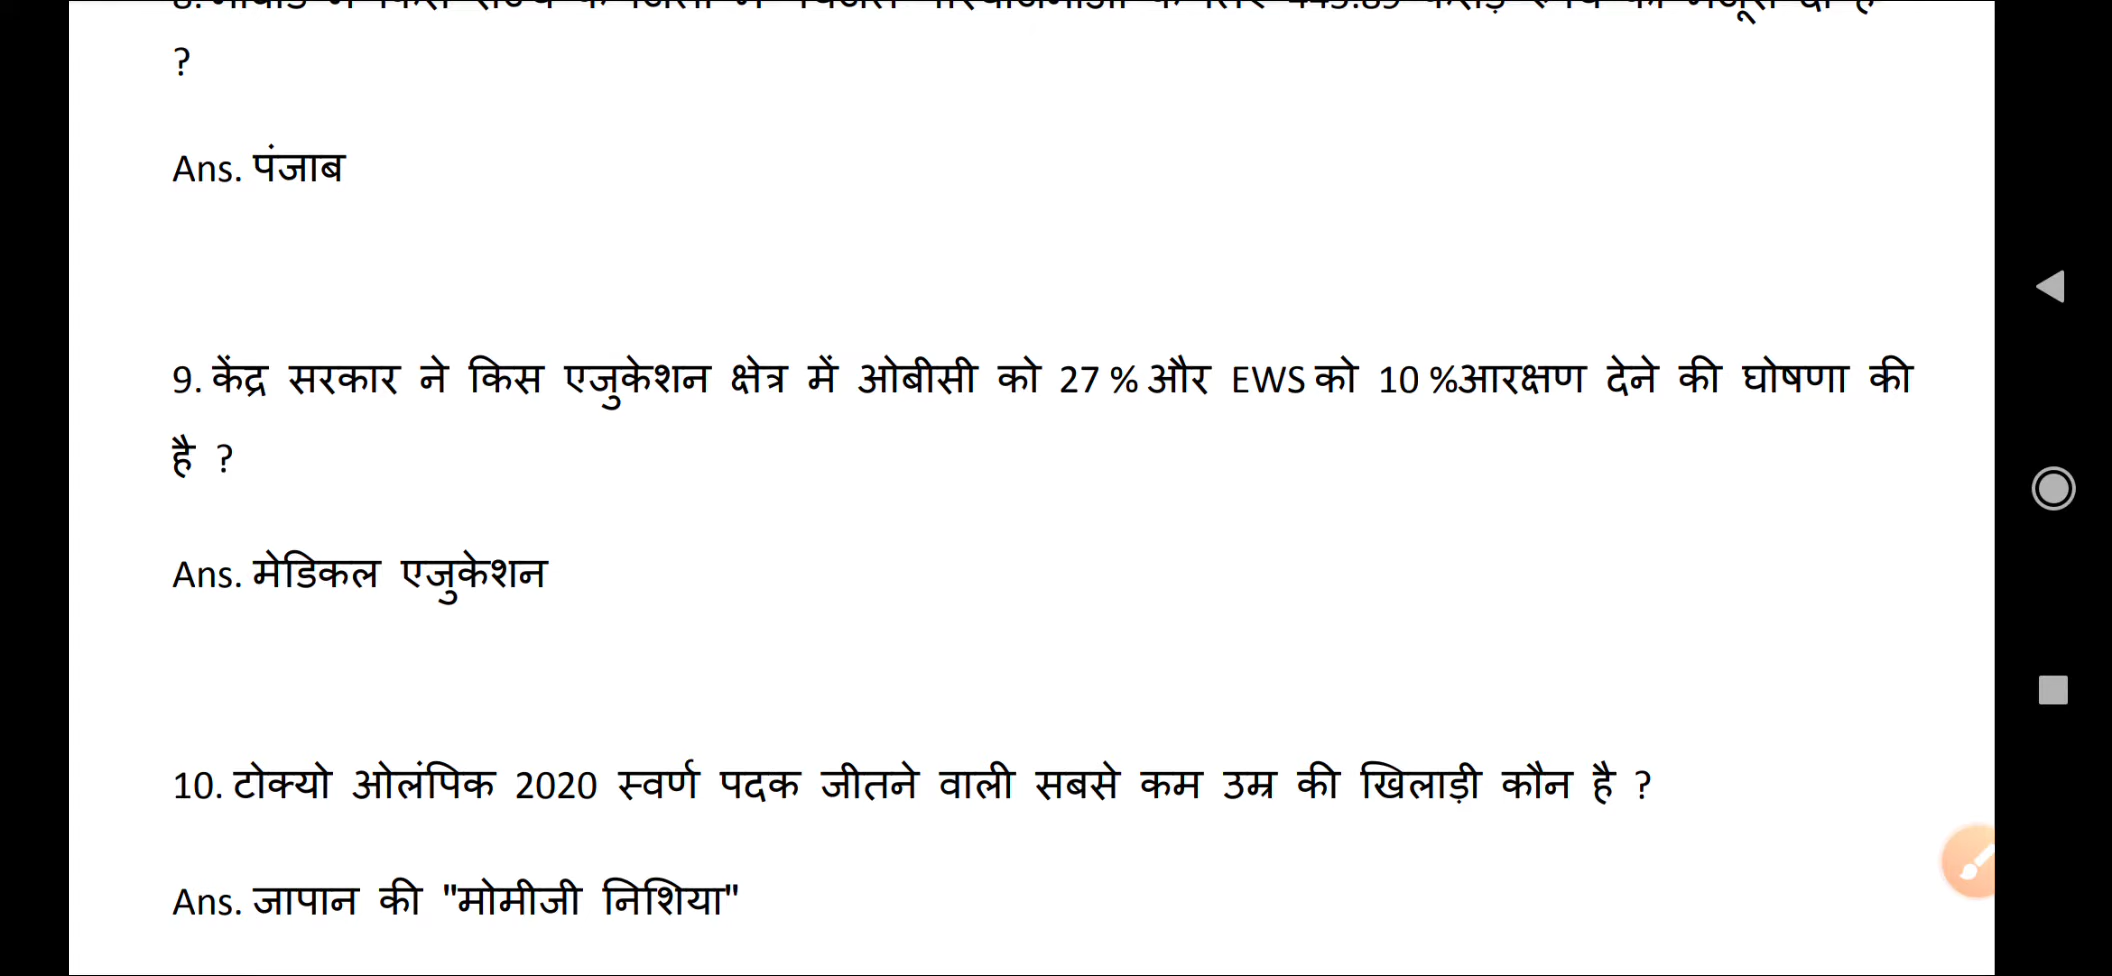 ?
Ans. पंजाब
9. केंद्र सरकार ने किस एजुकेशन क्षेत्र में ओबीसी को 27 % और EWS को 10 %आरक्षण देने की घोषणा की
है ?
Ans. मेडिकल एजुकेशन
10. टोक्यो ओलंपिक 2020 स्वर्ण पदक जीतने वाली सबसे कम उम्र की खिलाड़ी कौन है ?
Ans. जापान की "मोमीजी निशिया"